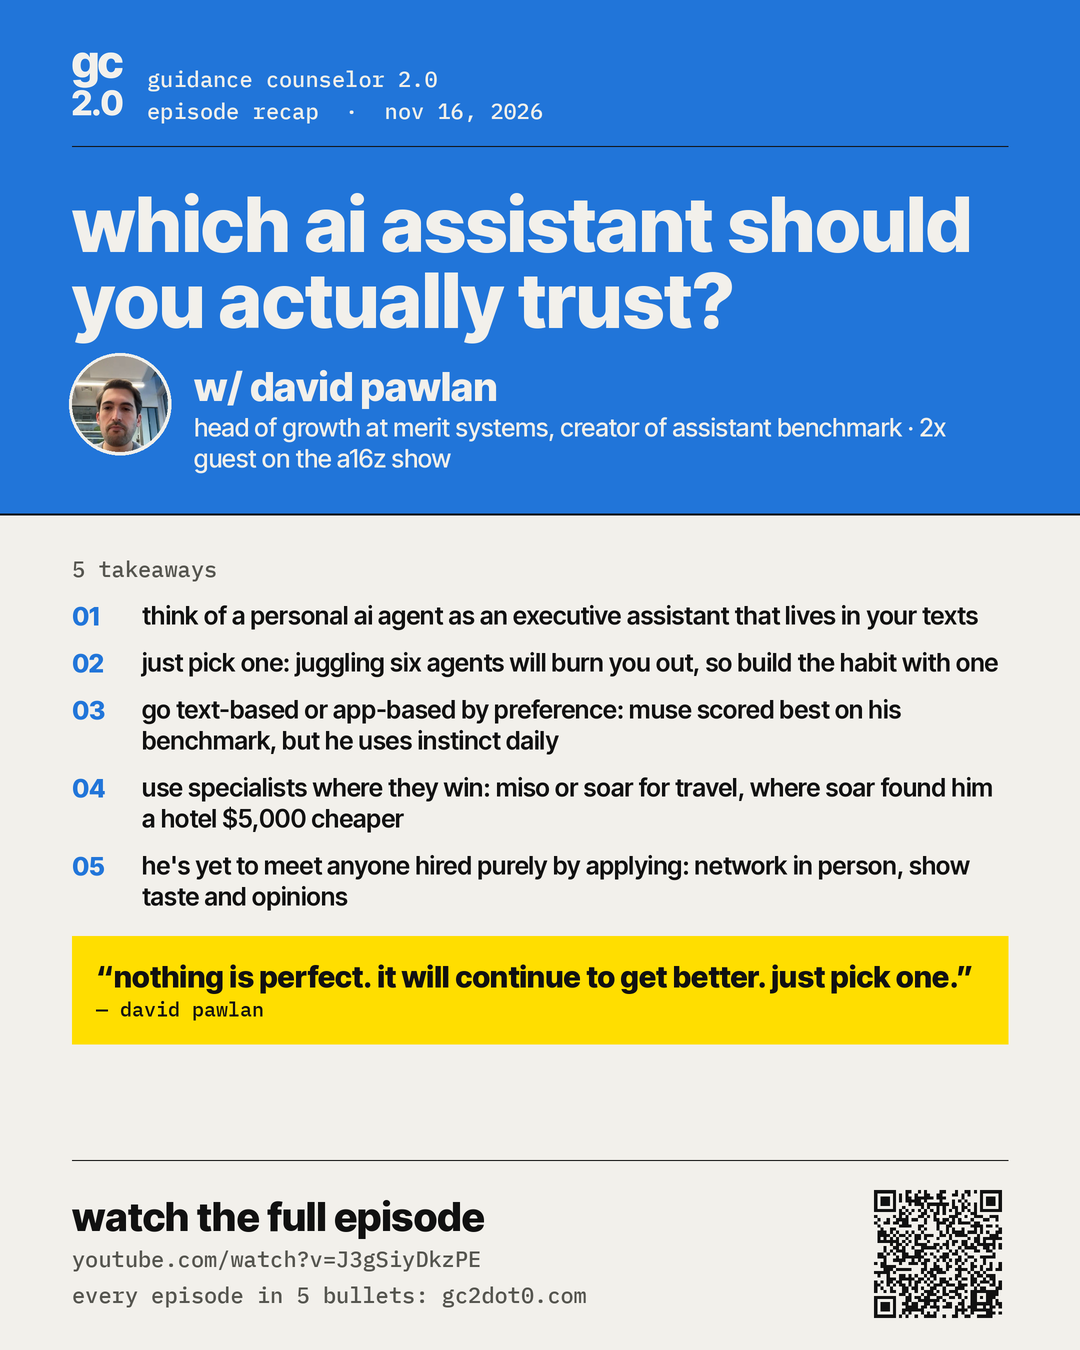 gc
2.0
guidance counselor 2.0
episode recap · nov 16, 2026
which ai assistant should
you actually trust?
w/ david pawlan
head of growth at merit systems, creator of assistant benchmark · 2x
guest on the a16z show
5 takeaways
01 think of a personal ai agent as an executive assistant that lives in your texts
02 just pick one: juggling six agents will burn you out, so build the habit with one
03 go text-based or app-based by preference: muse scored best on his
benchmark, but he uses instinct daily
04 use specialists where they win: miso or soar for travel, where soar found him
a hotel $5,000 cheaper
05 he's yet to meet anyone hired purely by applying: network in person, show
taste and opinions
“nothing is perfect. it will continue to get better. just pick one.”
— david pawlan
watch the full episode
youtube.com/watch?v=J3gSiyDkzPE
every episode in 5 bullets: gc2dot0.com